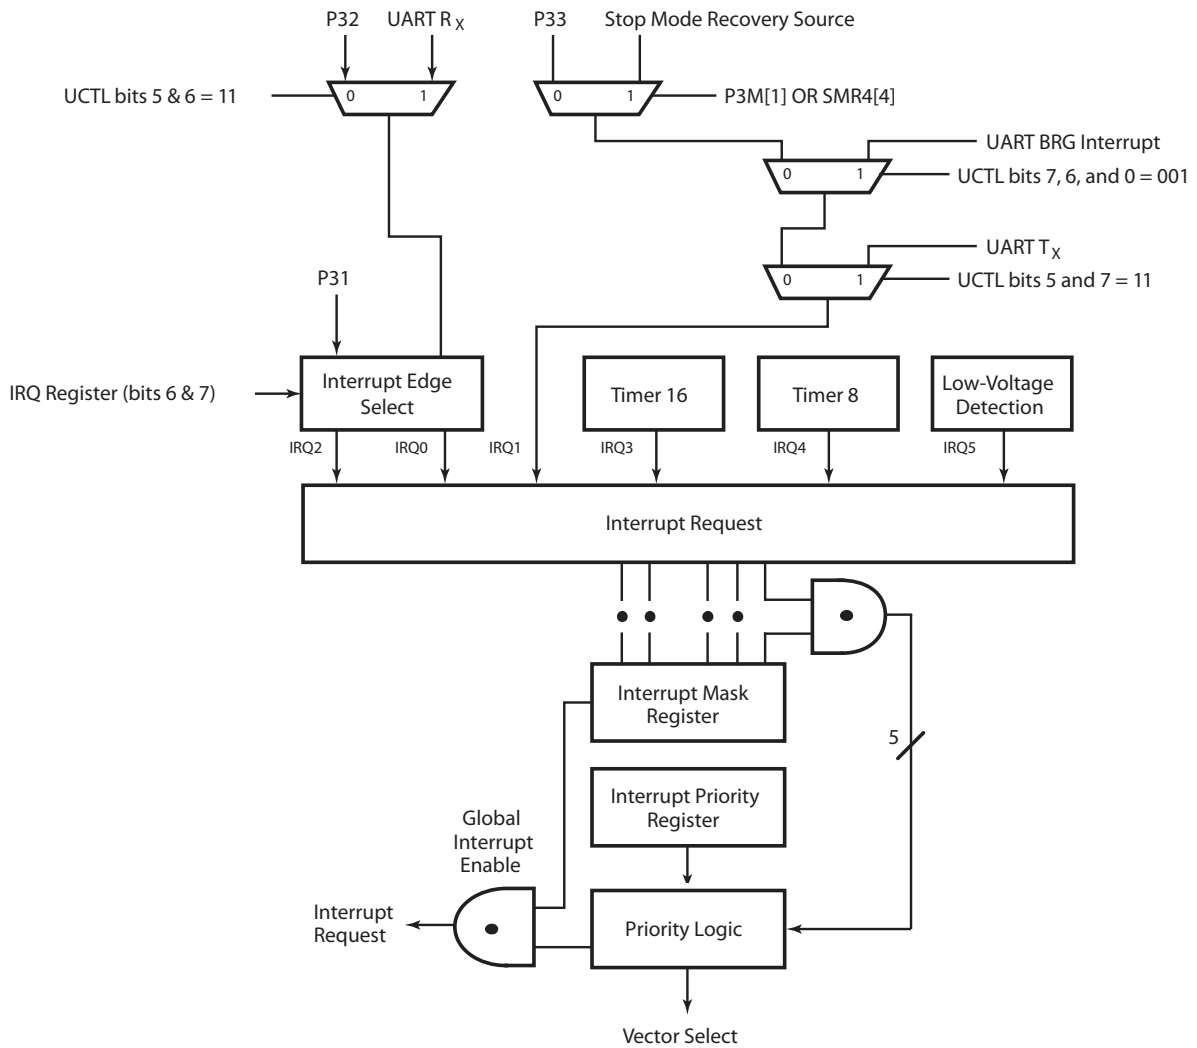 P32
UART R X
P33
Stop Mode Recovery Source
UCTL bits 5 & 6 = 11
0
1
0
1
P3M[1] OR SMR4[4]
UART BRG Interrupt
0
1
UCTL bits 7, 6, and 0 = 001
UART T X
0
1
UCTL bits 5 and 7 = 11
P31
IRQ Register (bits 6 & 7)
Interrupt Edge
Select
Timer 16
Timer 8
Low-Voltage
Detection
IRQ2
IRQ0
IRQ1
IRQ3
IRQ4
IRQ5
Interrupt Request
Interrupt Mask
Register
5
Interrupt Priority
Register
Global
Interrupt
Enable
Interrupt
Request
Priority Logic
Vector Select